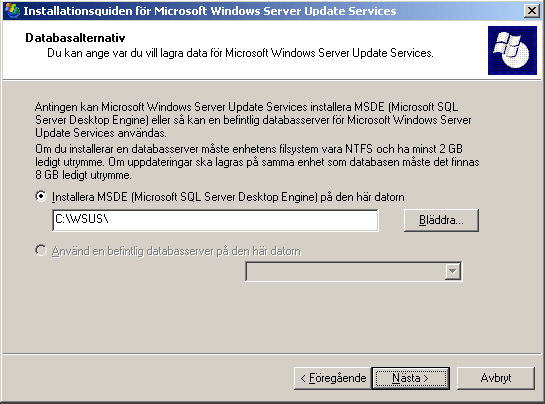 Installationsquiden för Microsoft Windows Server Update Services
Databasalternativ
Du kan ange var du vill lagra data för Microsoft Windows Server Update Services.
Antingen kan Microsoft Windows Server Update Services installera MSDE (Microsoft SQL
Server Desktop Engine) eller så kan en befintlig databasserver för Microsoft Windows Server
Update Services användas.
Om du installerar en databasserver måste enhetens filsystem vara NTFS och ha minst 2 GB
ledigt utrymme. Om uppdateringar ska lagras på samma enhet som databasen måste det finnas
8 GB ledigt utrymme.
Installera MSDE (Microsoft SQL Server Desktop Engine) på den här datorn
C:\WSUS\
Bläddra...
Använd en befintlig databasserver på den här datorn
< Föregående
Nästa >
Avbryt